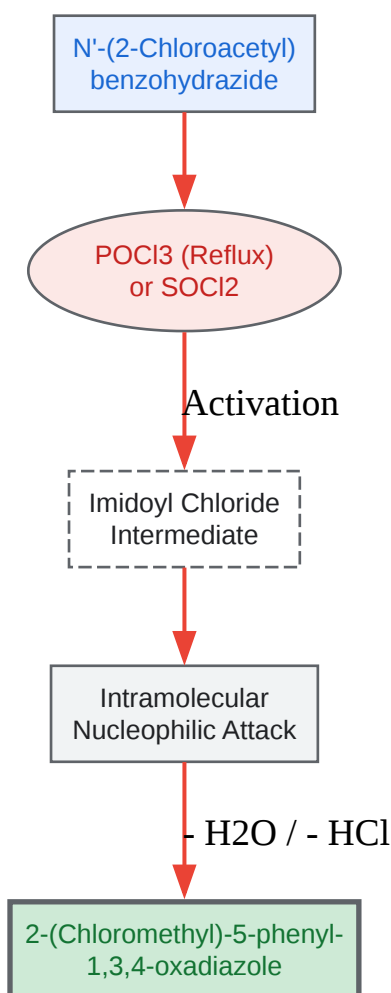 N'-(2-Chloroacetyl)
benzohydrazide
POCl3 (Reflux)
or SOCl2
Activation
Imidoyl Chloride
Intermediate
Intramolecular
Nucleophilic Attack
- H2O / - HCl
2-(Chloromethyl)-5-phenyl-
1,3,4-oxadiazole